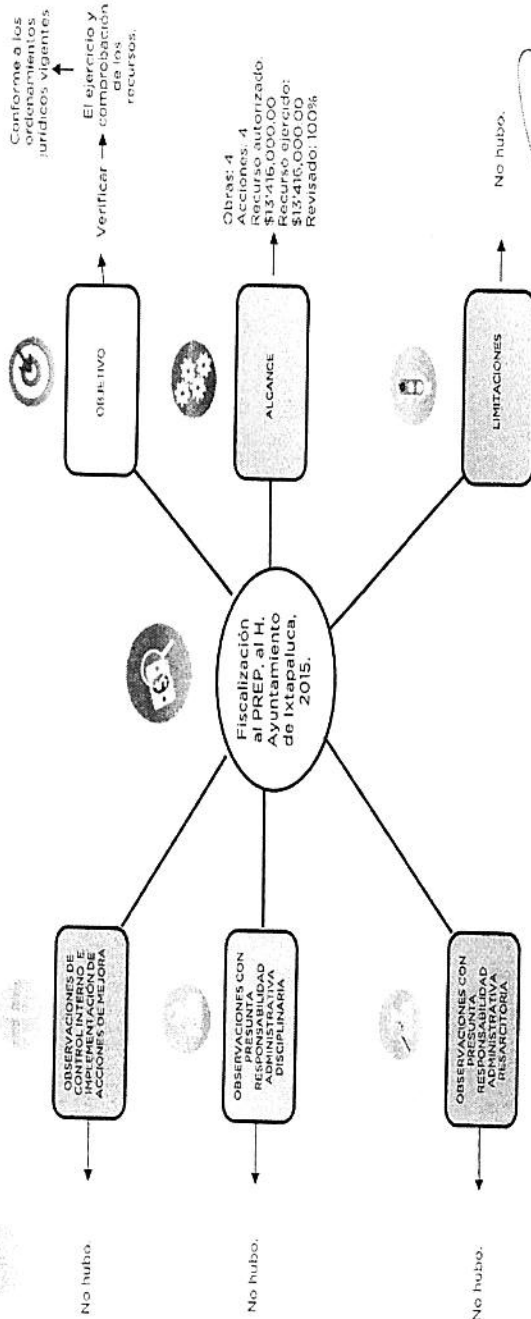 Fiscalización
al PREP, al H.
Ayuntamiento
de Ixtapaluca,
2015.
OBJETIVO
Verificar
El ejercicio y
comprobación
de los
recursos.
Conforme a los
ordenamientos
jurídicos vigentes
ALCANCE
Obras: 4
Acciones: 4
Recurso autorizado:
$13'416,000.00
Recurso ejercido:
$13'416,000.00
Revisado: 100%
LIMITACIONES
No hubo.
OBSERVACIONES DE
CONTROL INTERNO E
IMPLEMENTACIÓN DE
ACCIONES DE MEJORA
No hubo.
OBSERVACIONES CON
PRESUNTA
RESPONSABILIDAD
ADMINISTRATIVA
DISCIPLINARIA
No hubo.
OBSERVACIONES CON
PRESUNTA
RESPONSABILIDAD
ADMINISTRATIVA
RESARCITORIA
No hubo.